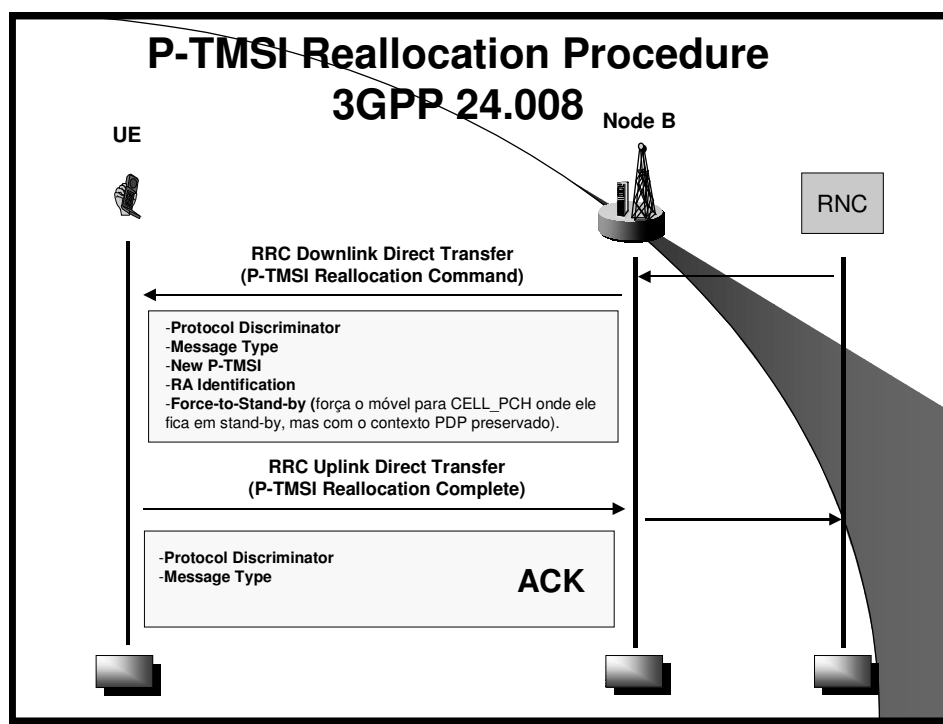 P-TMSI Reallocation Procedure
3GPP 24.008
UE
Node B
RNC
RRC Downlink Direct Transfer
(P-TMSI Reallocation Command)
-Protocol Discriminator
-Message Type
-New P-TMSI
-RA Identification
-Force-to-Stand-by (força o móvel para CELL_PCH onde ele
fica em stand-by, mas com o contexto PDP preservado).
RRC Uplink Direct Transfer
(P-TMSI Reallocation Complete)
-Protocol Discriminator
-Message Type
ACK